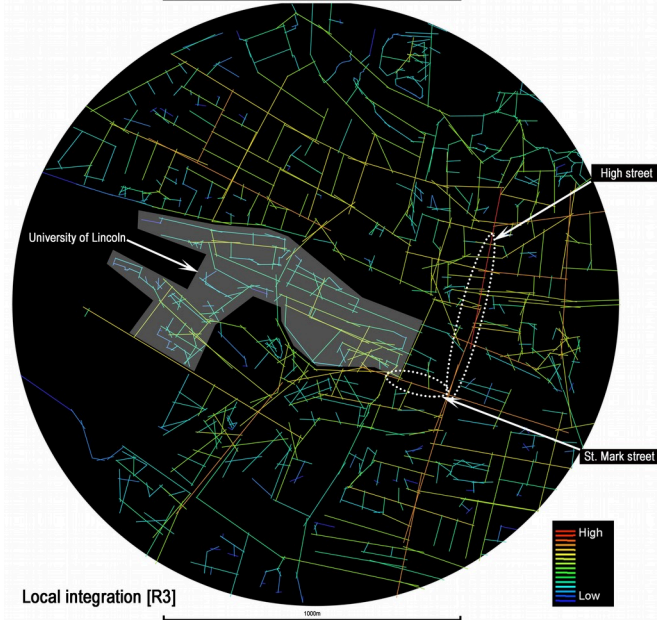 High street
University of Lincoln
St. Mark street
High
Low
Local integration [R3]
1000m